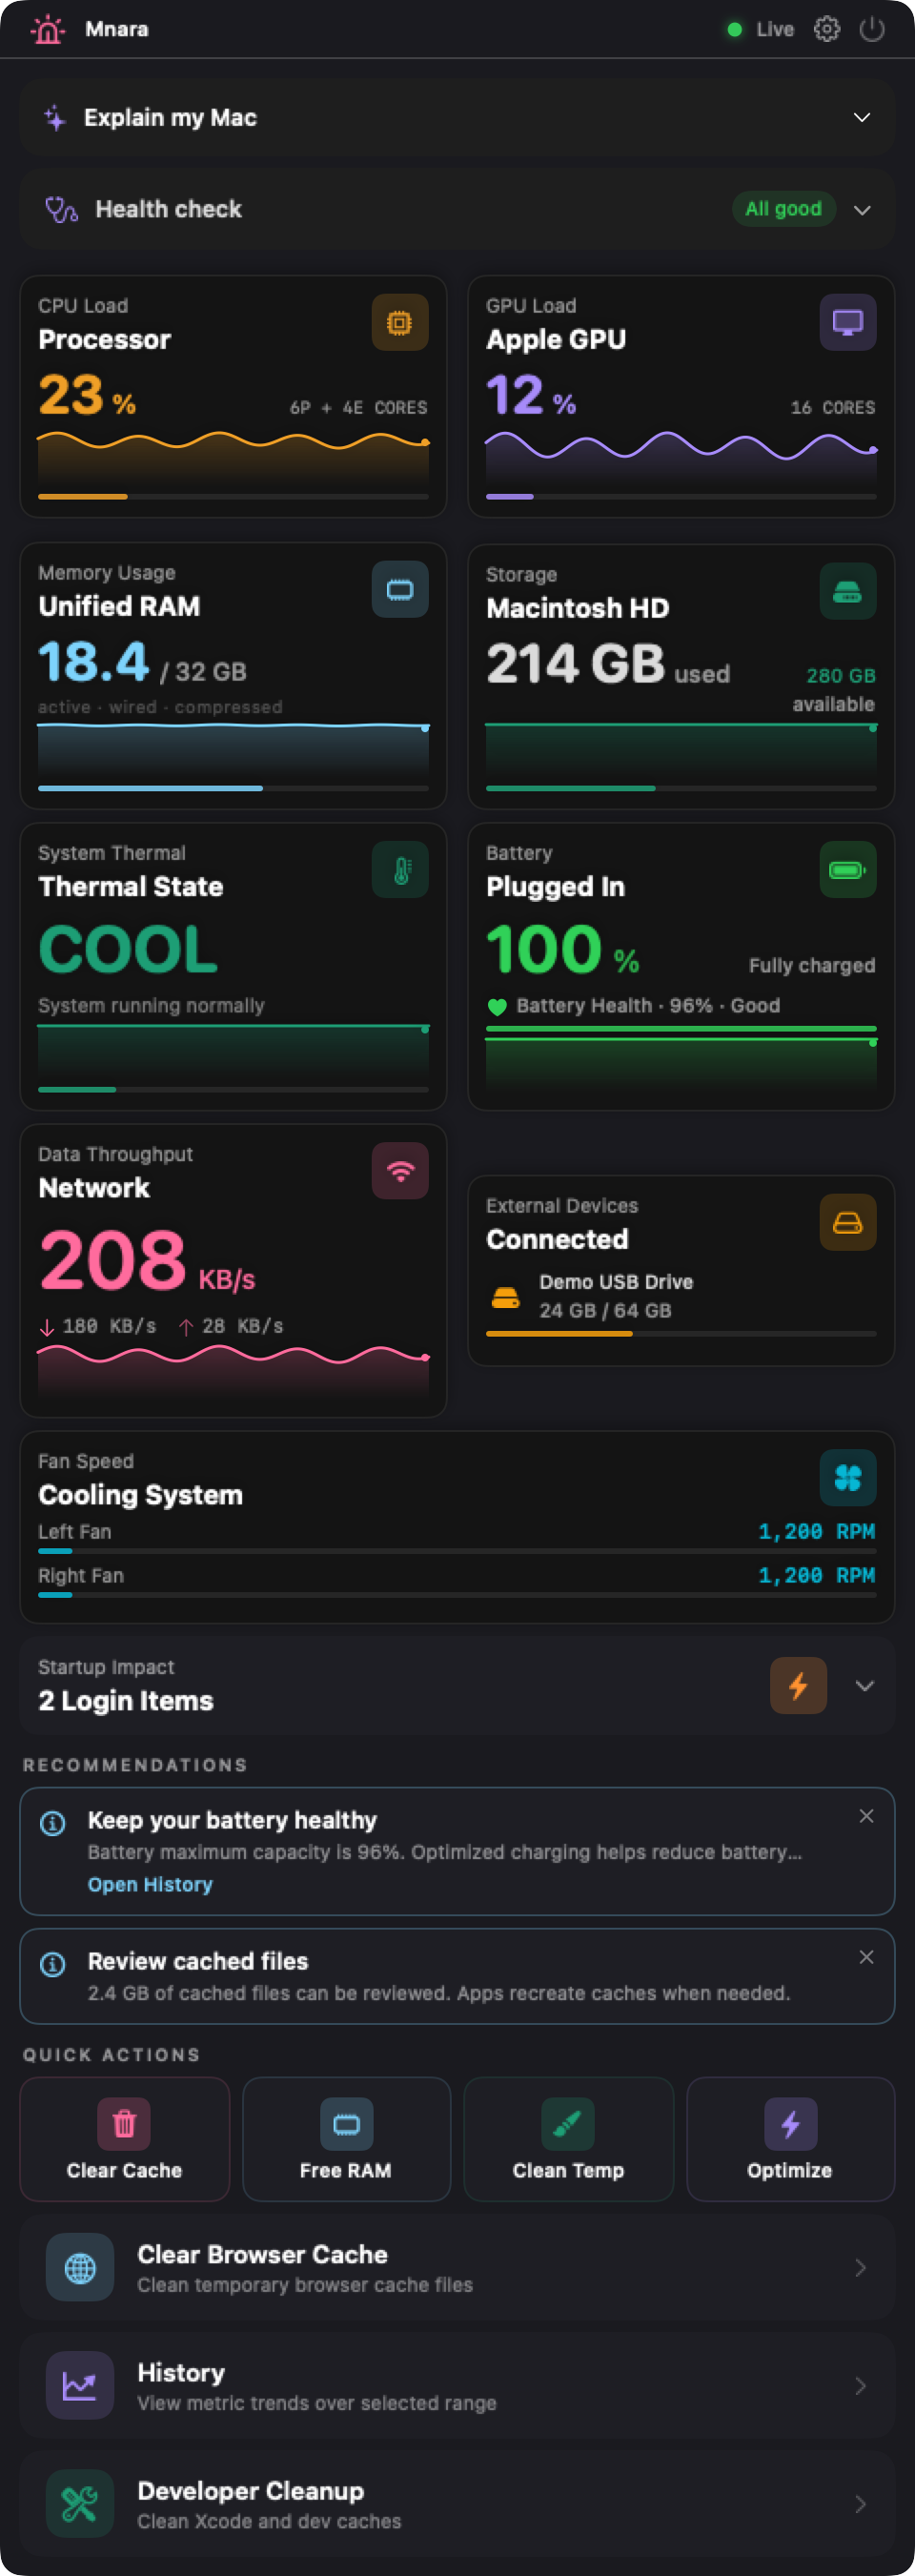 Mnara
Live
Explain my Mac
Health check
All good
CPU Load
Processor
23 %
6P + 4E CORES
GPU Load
Apple GPU
12 %
16 CORES
Memory Usage
Unified RAM
18.4 / 32 GB
active · wired · compressed
Storage
Macintosh HD
214 GB used
280 GB
available
System Thermal
Thermal State
COOL
System running normally
Battery
Plugged In
100 %
Fully charged
Battery Health · 96% · Good
Data Throughput
Network
208 KB/s
↓ 180 KB/s ↑ 28 KB/s
External Devices
Connected
Demo USB Drive
24 GB / 64 GB
Fan Speed
Cooling System
Left Fan
1,200 RPM
Right Fan
1,200 RPM
Startup Impact
2 Login Items
RECOMMENDATIONS
Keep your battery healthy
Battery maximum capacity is 96%. Optimized charging helps reduce battery...
Open History
Review cached files
2.4 GB of cached files can be reviewed. Apps recreate caches when needed.
QUICK ACTIONS
Clear Cache
Free RAM
Clean Temp
Optimize
Clear Browser Cache
Clean temporary browser cache files
History
View metric trends over selected range
Developer Cleanup
Clean Xcode and dev caches